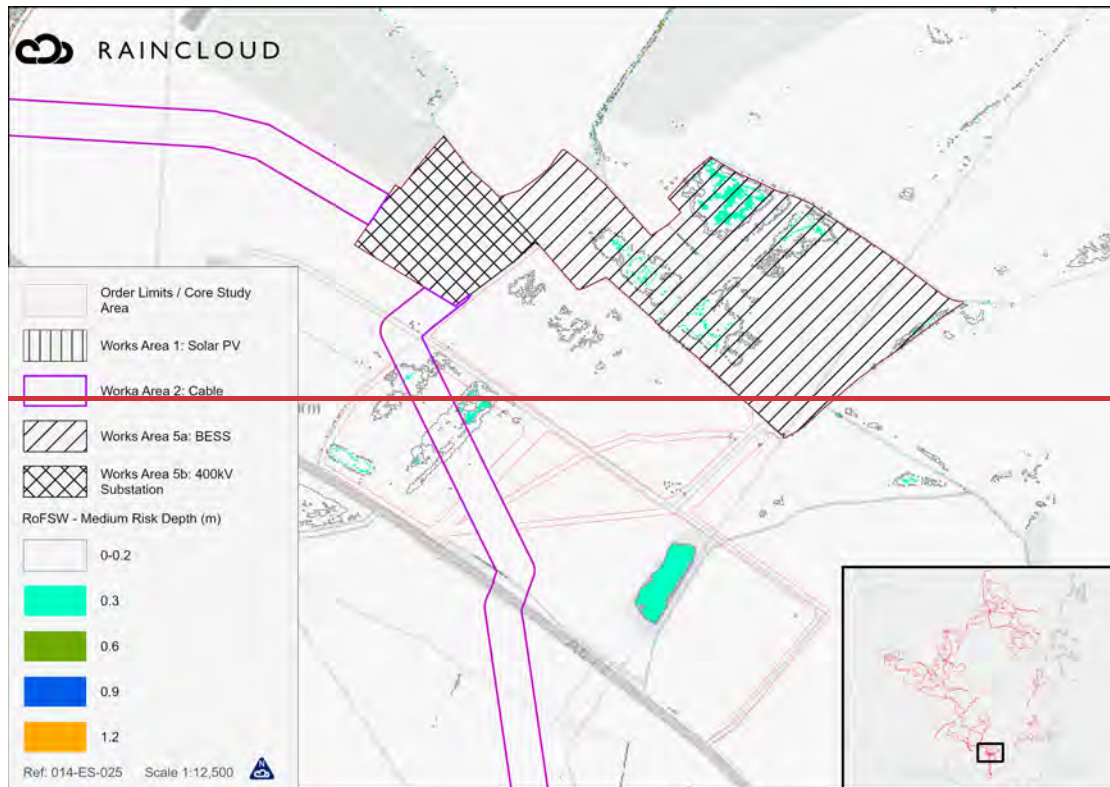 RAINCLOUD
Order Limits / Core Study
Area
Works Area 1: Solar PV
Worka Area 2: Cable
Works Area 5a: BESS
Works Area 5b: 400kV
Substation
RoFSW - Medium Risk Depth (m)
0-0.2
0.3
0.6
0.9
1.2
Ref: 014-ES-025 Scale 1:12,500
N